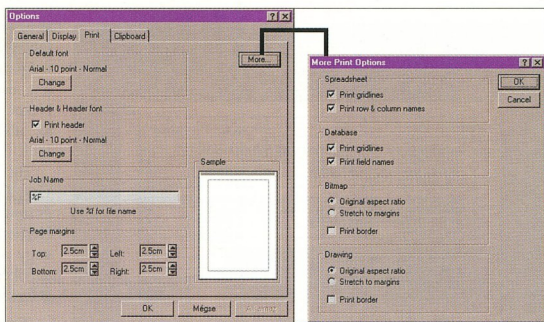 Options
General Display Print Clipboard
Default font
Arial - 10 point - Normal
Change
More...
Header & Header font
Print header
Arial - 10 point - Normal
Change
Job Name
%F
Use %f for file name
Sample
Page margins
Top: 2.5cm Left: 2.5cm
Bottom: 2.5cm Right: 2.5cm
OK Mégse
More Print Options
Spreadsheet
Print gridlines
Print row & column names
OK
Cancel
Database
Print gridlines
Print field names
Bitmap
Original aspect ratio
Stretch to margins
Print border
Drawing
Original aspect ratio
Stretch to margins
Print border